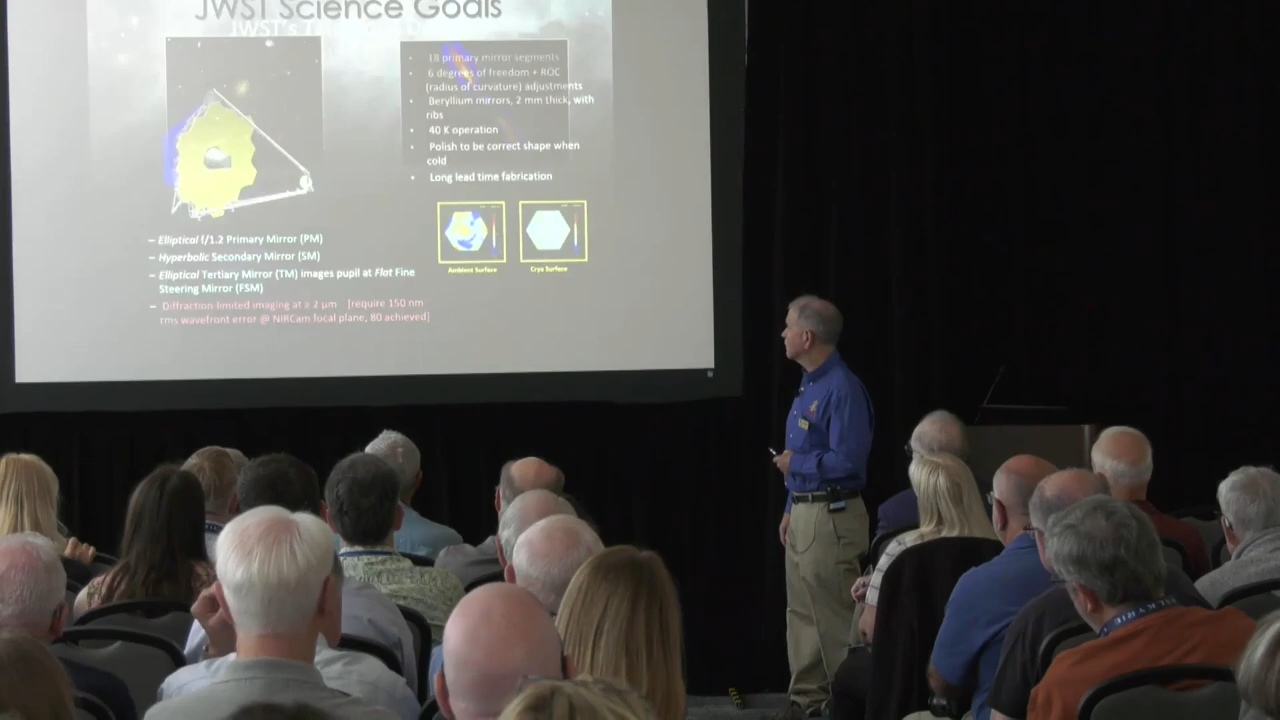 JWST Science Goals
JWST's
18 primary mirror segments
6 degrees of freedom + ROC
(radius of curvature) adjustments
Beryllium mirrors, 2 mm thick, with
ribs
40 K operation
Polish to be correct shape when
cold
Long lead time fabrication
Ambient Surface
Cryo Surface
– Elliptical f/1.2 Primary Mirror (PM)
– Hyperbolic Secondary Mirror (SM)
– Elliptical Tertiary Mirror (TM) images pupil at Flat Fine
Steering Mirror (FSM)
– Diffraction-limited imaging at ≥ 2 μm [require 150 nm
rms wavefront error @ NIRCam focal plane, 80 achieved]